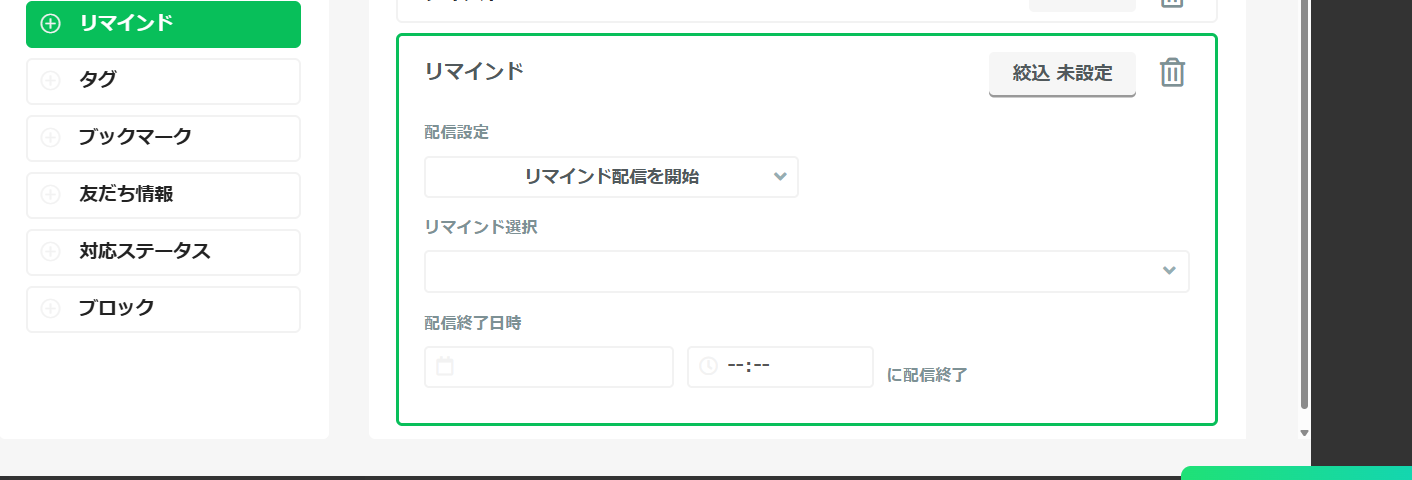 リマインド
タグ
ブックマーク
友だち情報
対応ステータス
ブロック
リマインド
絞込 未設定
配信設定
リマインド配信を開始
リマインド選択
配信終了日時
--:--
に配信終了